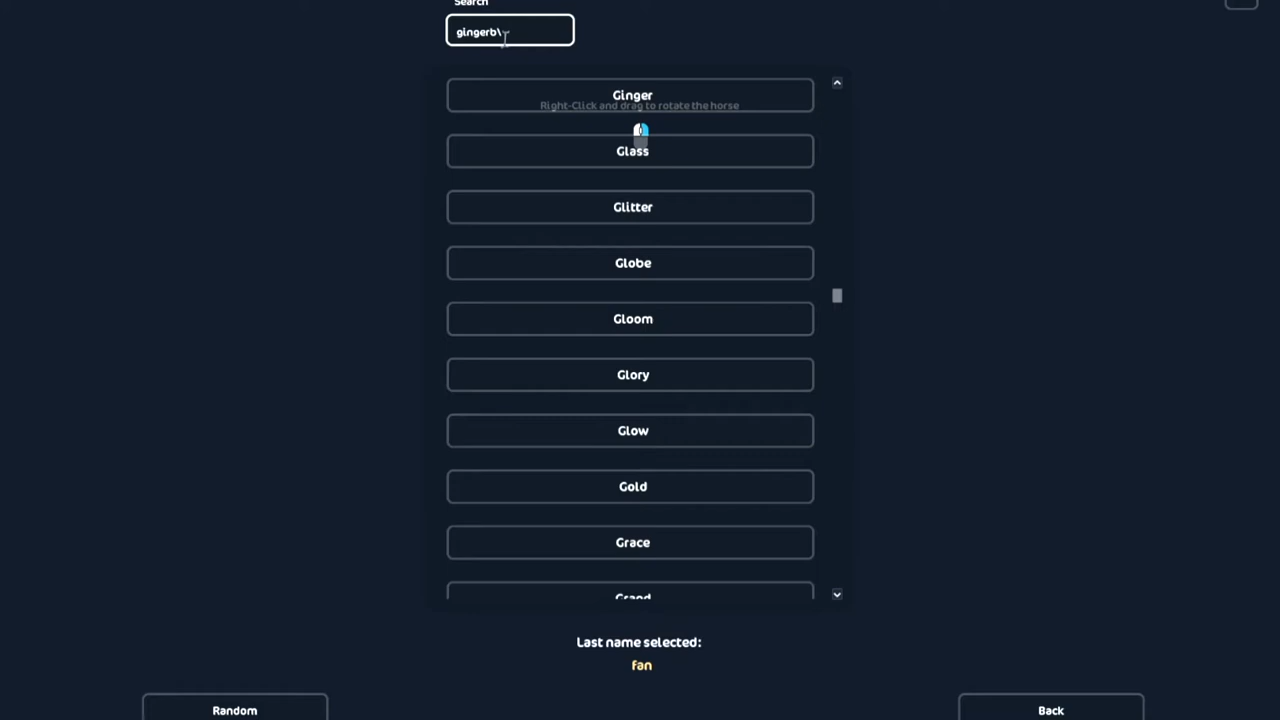 Search
gingerb\
Ginger
Right-Click and drag to rotate the horse
Glass
Glitter
Globe
Gloom
Glory
Glow
Gold
Grace
Grand
Last name selected:
fan
Random
Back